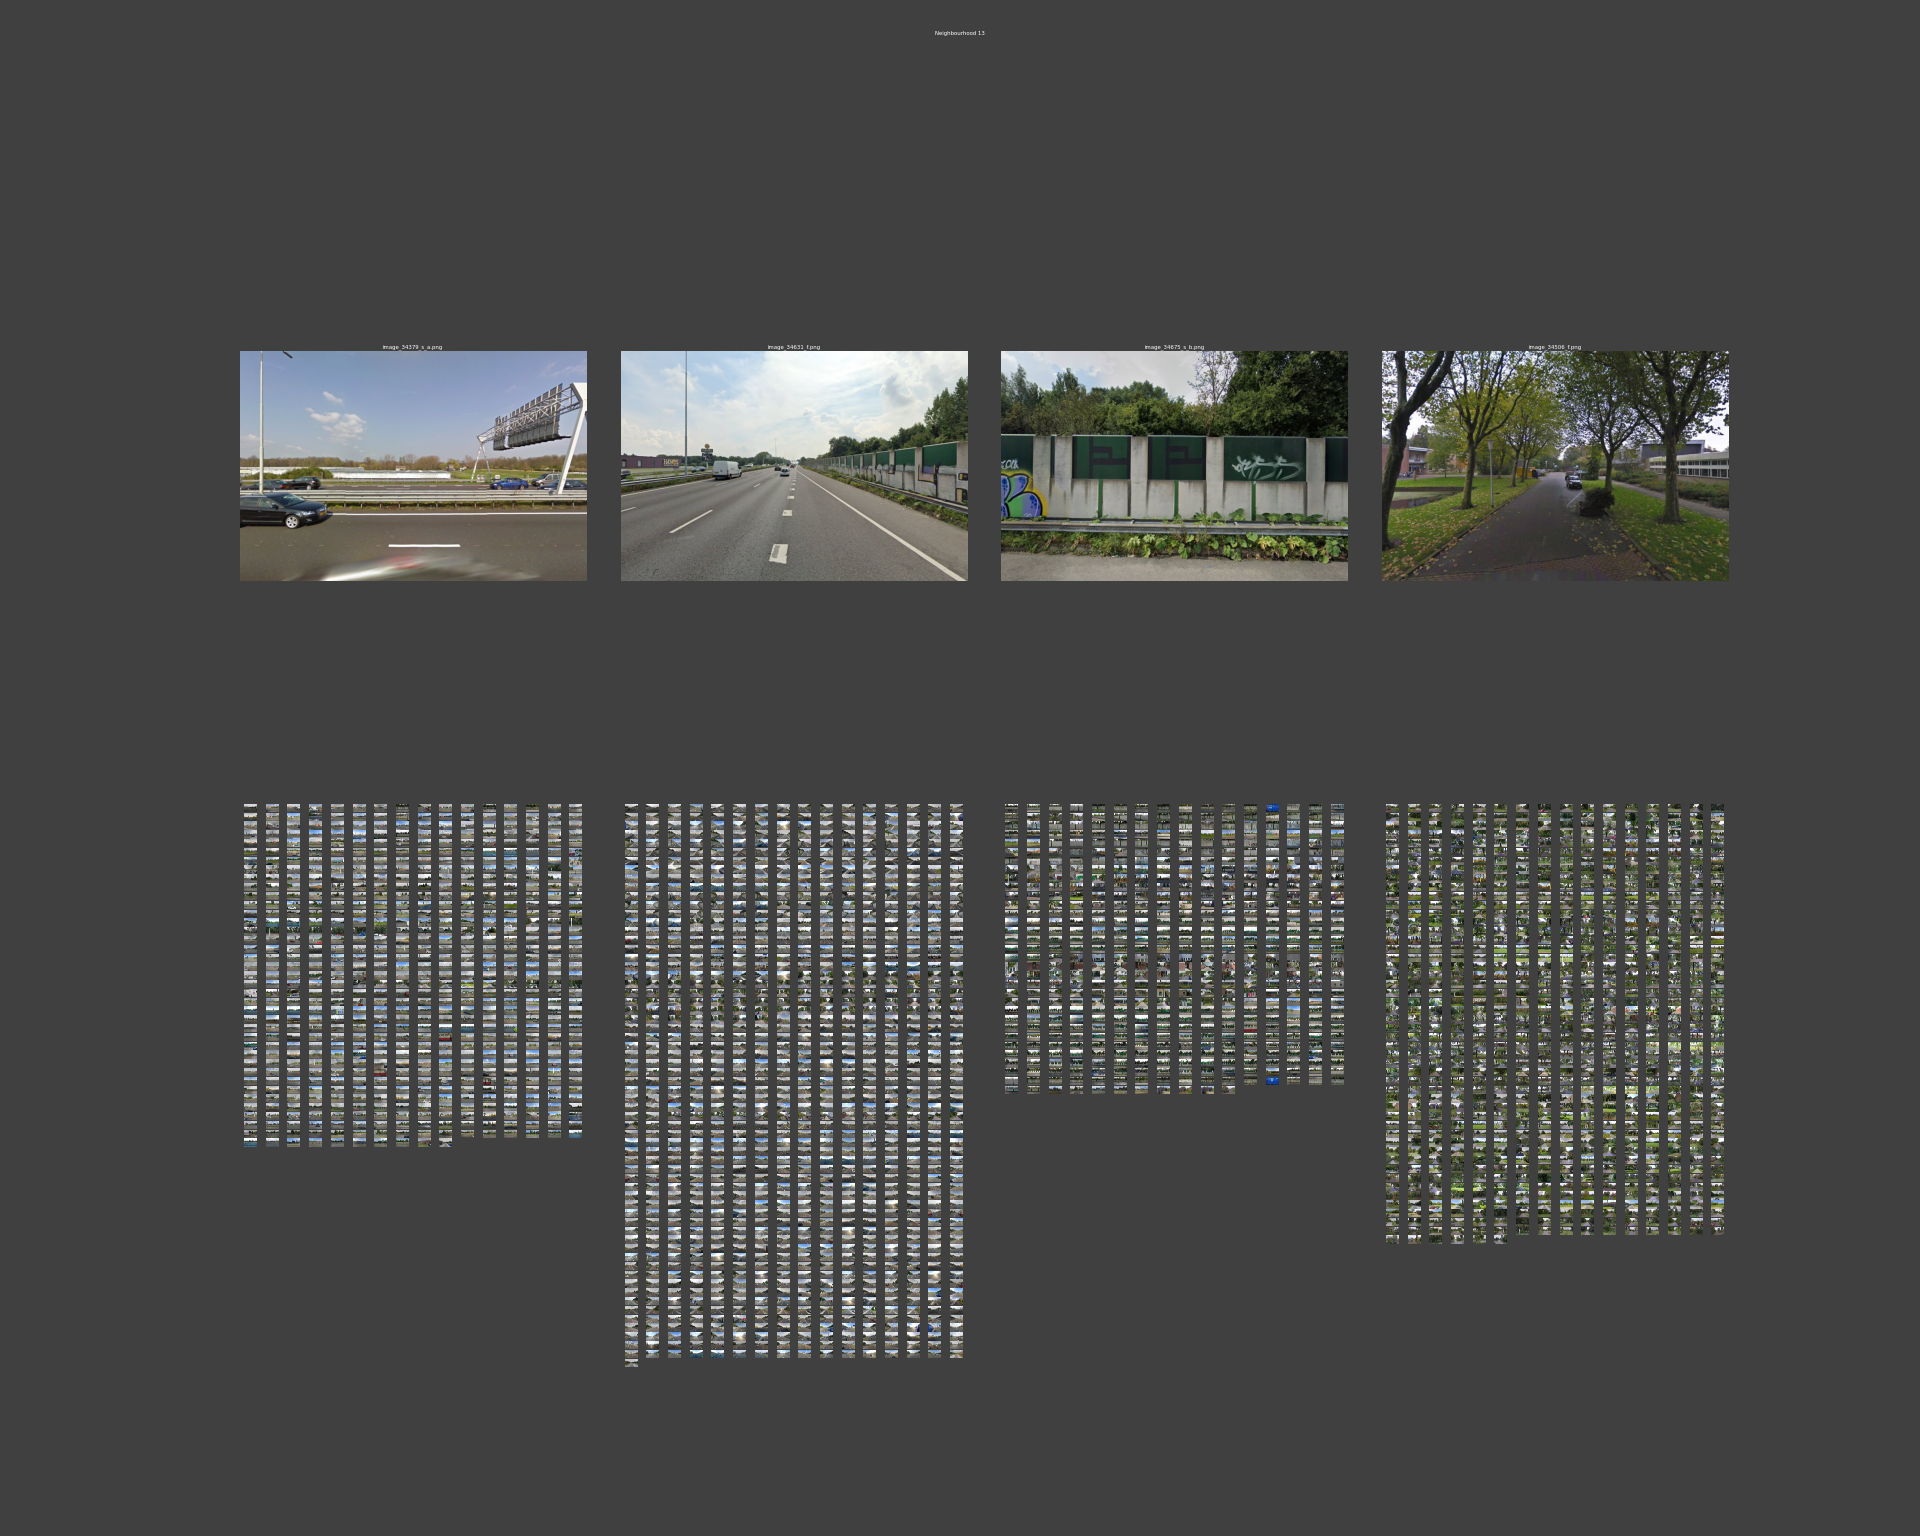 Neighbourhood 13
image_34379_s_a.png
image_34631_f.png
image_34675_s_b.png
image_34506_f.png